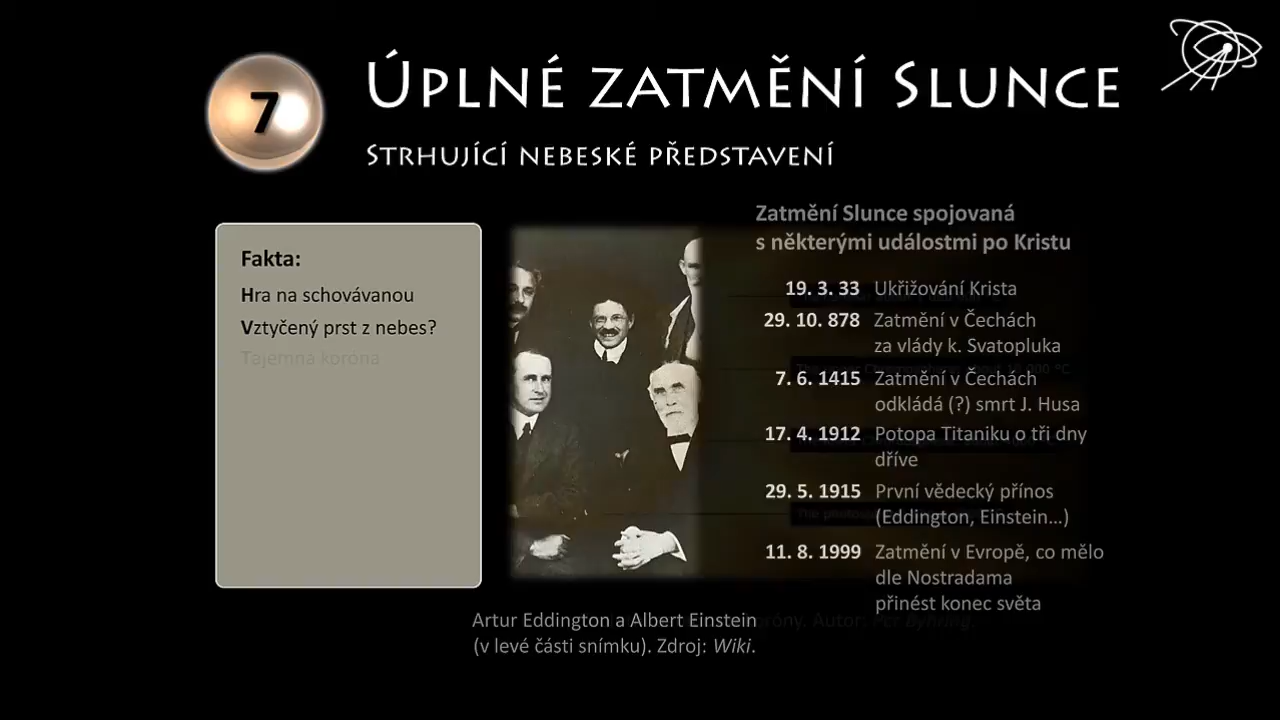 7
ÚPLNÉ ZATMĚNÍ SLUNCE
STRHUJÍCÍ NEBESKÉ PŘEDSTAVENÍ
Fakta:
Hra na schovávanou
Vztyčený prst z nebes?
Tajemná koróna
Zatmění Slunce spojovaná
s některými událostmi po Kristu
19. 3. 33 Ukřižování Krista
29. 10. 878 Zatmění v Čechách
za vlády k. Svatopluka
7. 6. 1415 Zatmění v Čechách
odkládá (?) smrt J. Husa
17. 4. 1912 Potopa Titaniku o tři dny
dříve
29. 5. 1915 První vědecký přínos
(Eddington, Einstein...)
11. 8. 1999 Zatmění v Evropě, co mělo
dle Nostradama
přinést konec světa
Artur Eddington a Albert Einstein
(v levé části snímku). Zdroj: Wiki.